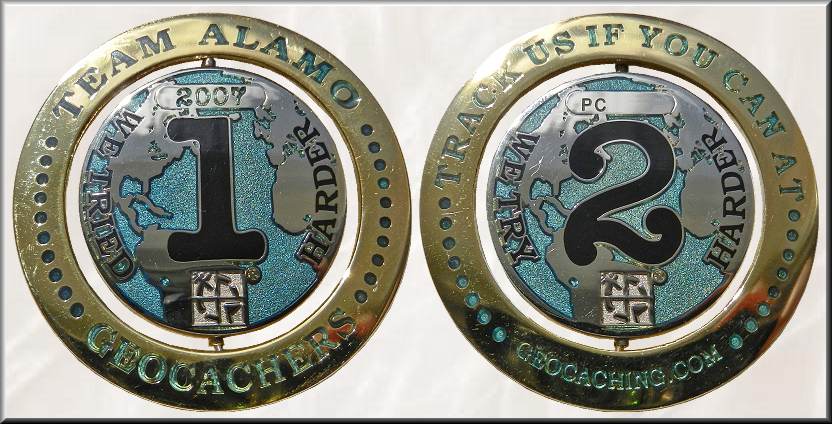 TEAM ALAMO
2007
WE TRIED
1
HARDER
®
GEOCACHERS
TRACK US IF YOU CAN AT
PC
WE TRA
2
HARDER
®
GEOCACHING.COM